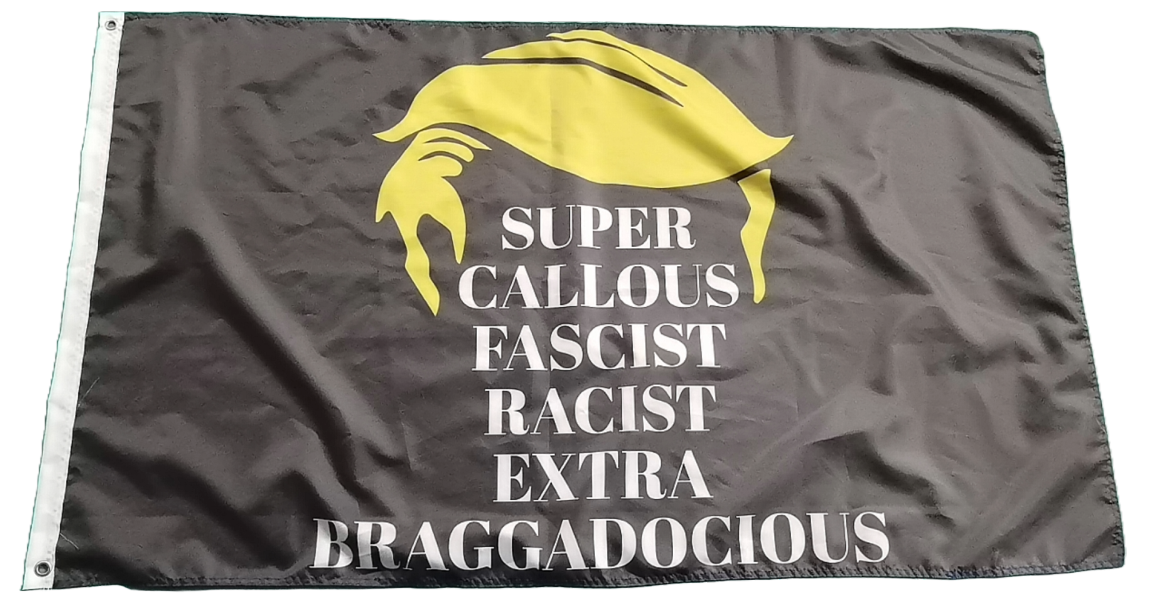 SUPER
CALLOUS
FASCIST
RACIST
EXTRA
BRAGGADOCIOUS